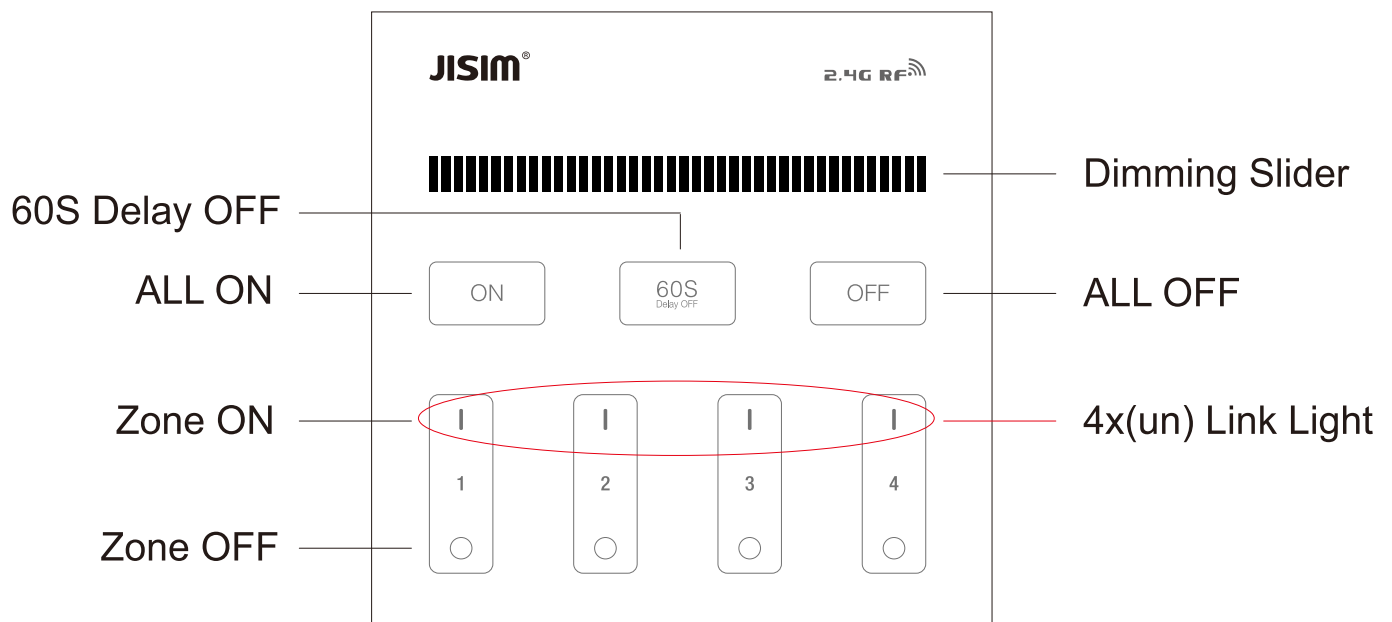 JISIM®
2.4G RF
Dimming Slider
60S Delay OFF
ALL ON
ON
60S
Delay OFF
OFF
ALL OFF
Zone ON
4x(un) Link Light
1
2
3
4
Zone OFF